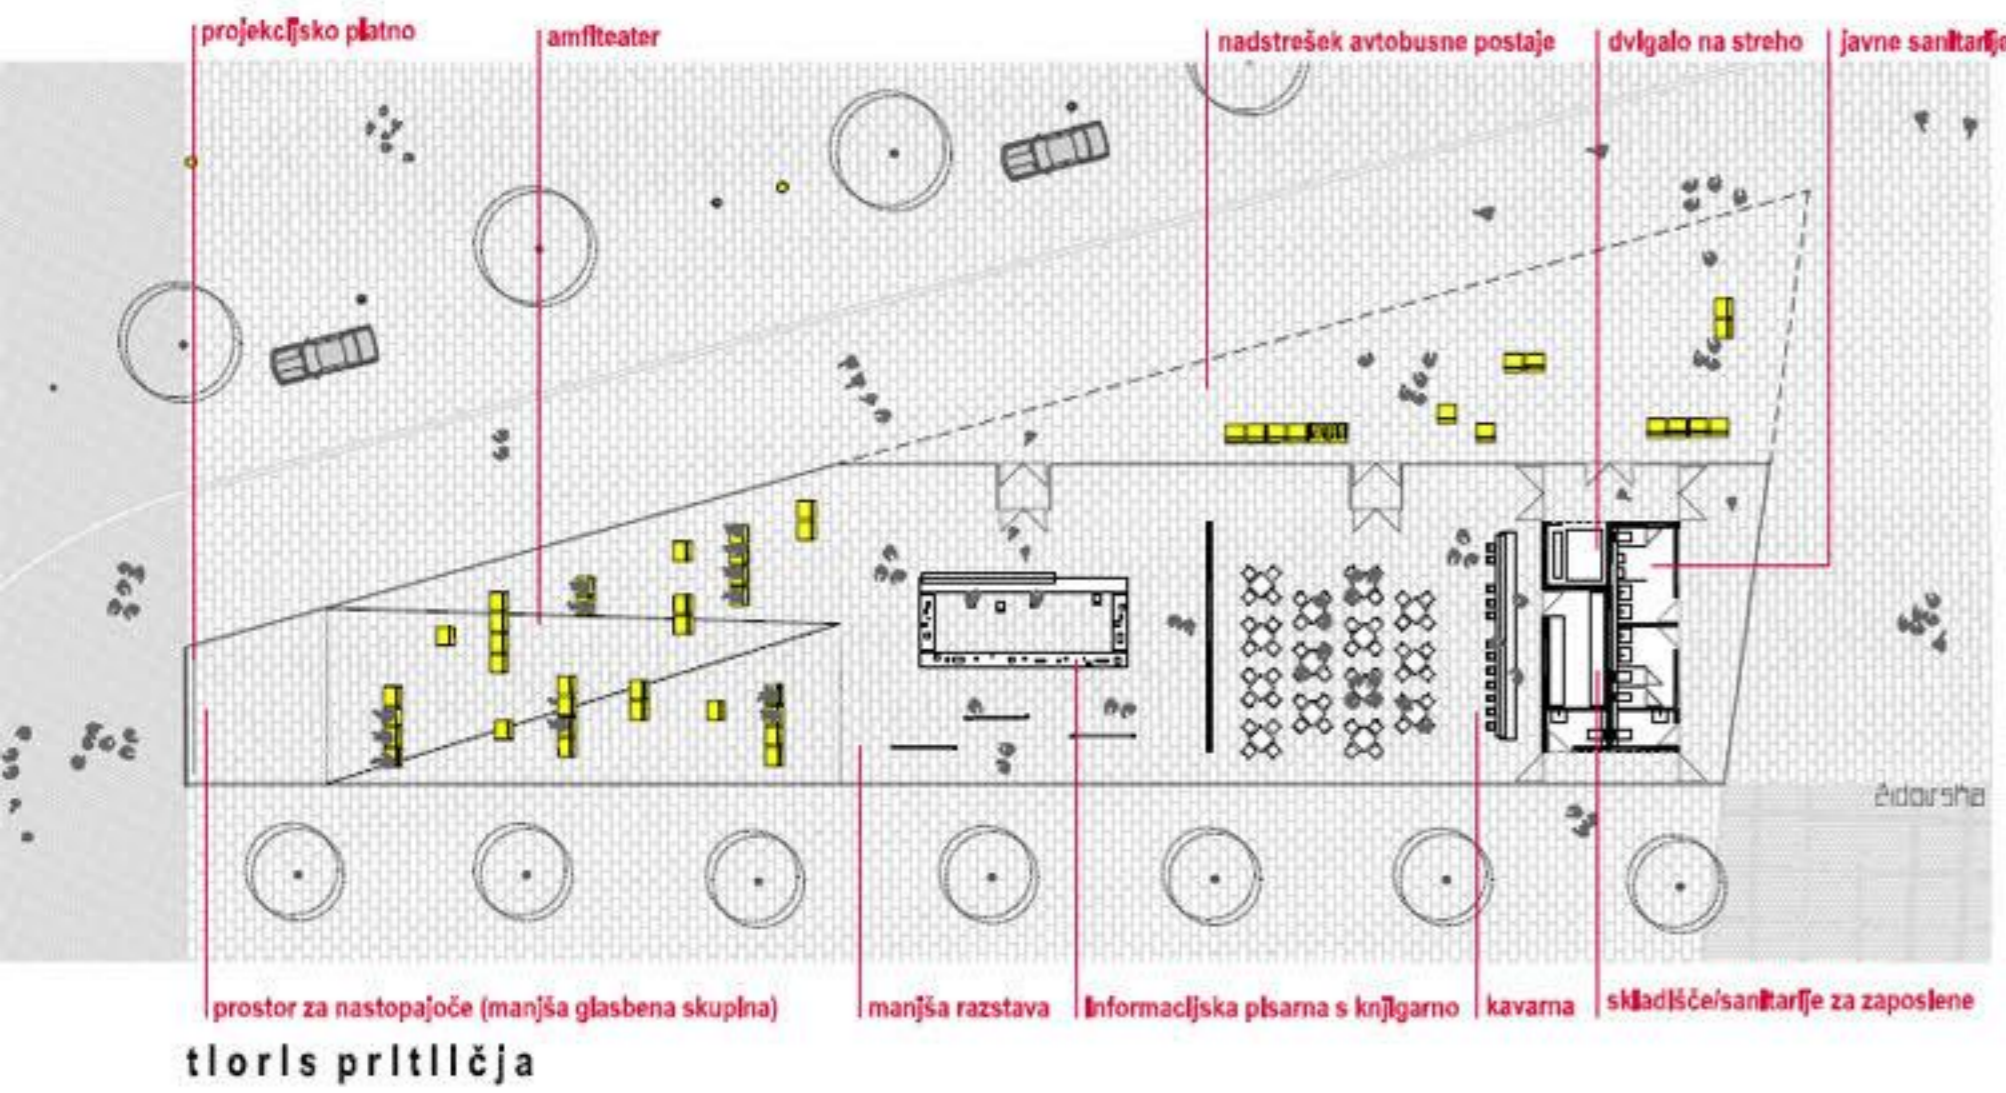 projekcijsko platno
amfiteater
nadstrešek avtobusne postaje
dvigalo na streho
javne sanitarije
prostor za nastopajoče (manjša glasbena skupina)
manjša razstava
informacijska pisarna s knjigarno
kavarna
skladišče/sanitarije za zaposlene
tloris pritličja